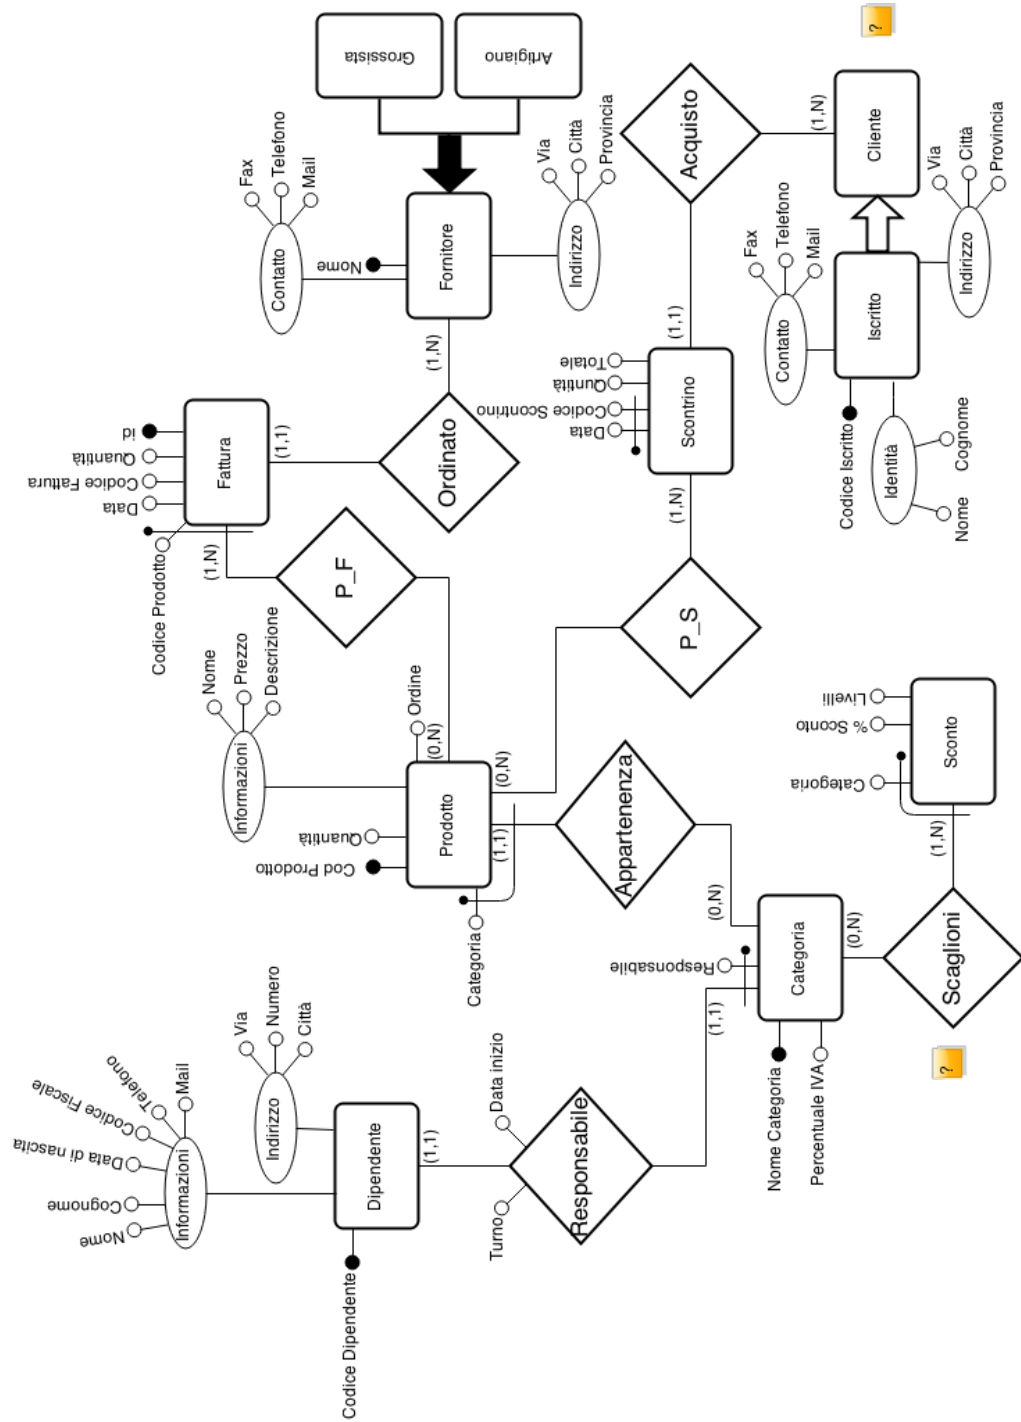 Grossista
Artigiano
?
Fax
Telefono
Mail
Contatto
Nome
Fornitore
Via
Città
Provincia
Indirizzo
(1,N)
Acquisto
(1,N)
Cliente
Via
Città
Provincia
Indirizzo
Iscritto
Fax
Telefono
Mail
Contatto
Codice Iscritto
Identità
Nome
Cognome
(1,1)
Totale
Quntità
Codice Scontrino
Data
Scontrino
(1,N)
id
Quantità
Codice Fattura
Data
Codice Prodotto
Fattura
(1,1)
(1,N)
Ordinato
P_F
P_S
Nome
Prezzo
Descrizione
Informazioni
Ordine
(0,N)
(0,N)
Quantità
Cod Prodotto
Prodotto
(1,1)
Categoria
Appartenenza
(0,N)
Livelli
% Sconto
Categoria
Sconto
(1,N)
Scaglioni
(0,N)
?
Responsabile
Categoria
(1,1)
Nome Categoria
Percentuale IVA
Via
Numero
Città
Indirizzo
Nome
Cognome
Data di nascita
Codice Fiscale
Telefono
Mail
Informazioni
Dipendente
(1,1)
Codice Dipendente
Data inizio
Turno
Responsabile